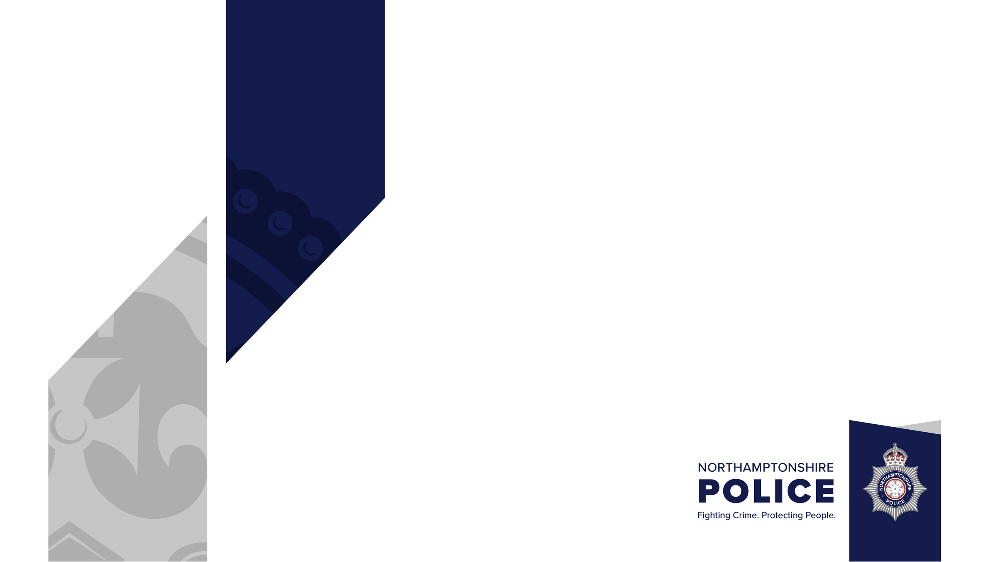 NORTHAMPTONSHIRE
POLICE
Fighting Crime. Protecting People.
NORTHAMPTONSHIRE
POLICE